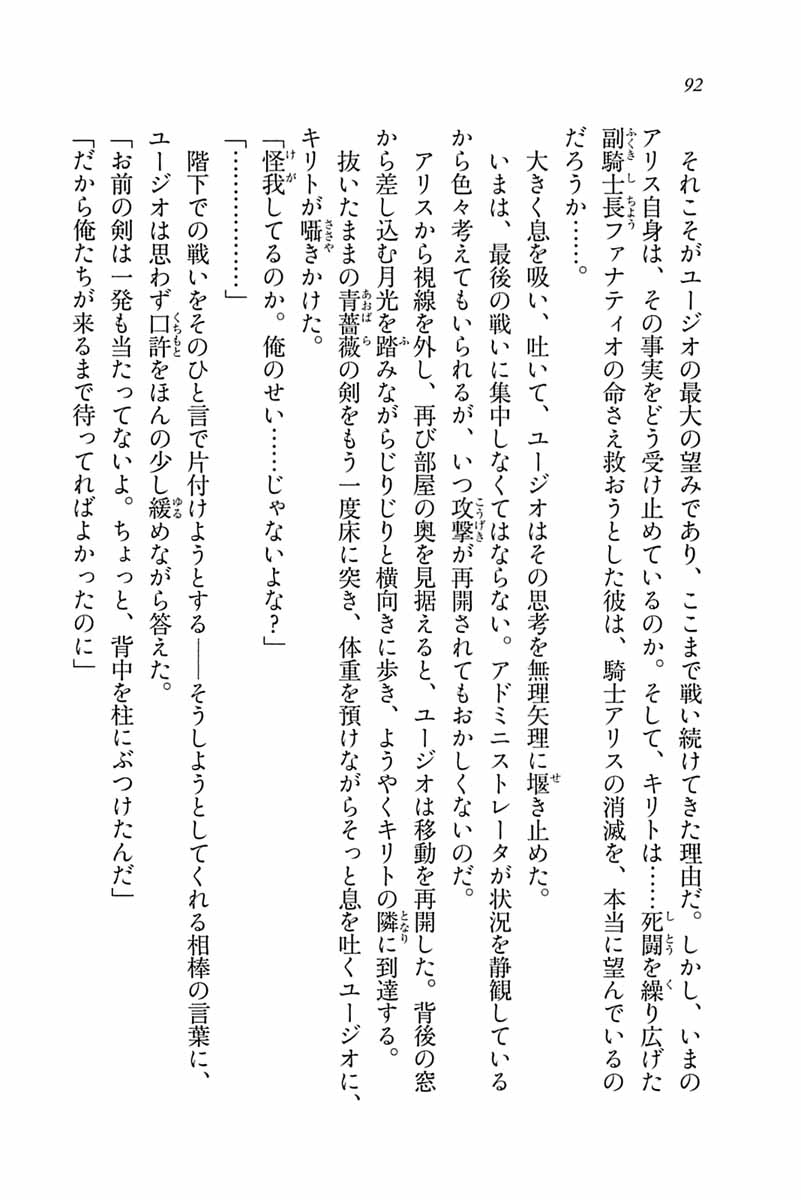 92
それこそがユージオの最大の望みであり、ここまで戦い続けてきた理由だ。しかし、いまの
アリス自身は、その事実をどう受け止めているのか。そして、キリトは……死闘を繰り広げた
副騎士長ファナティオの命さえ救おうとした彼は、騎士アリスの消滅を、本当に望んでいるの
だろうか……。
大きく息を吸い、吐いて、ユージオはその思考を無理矢理に堰き止めた。
いまは、最後の戦いに集中しなくてはならない。アドミニストレータが状況を静観している
から色々考えてもいられるが、いつ攻撃が再開されてもおかしくないのだ。
アリスから視線を外し、再び部屋の奥を見据えると、ユージオは移動を再開した。背後の窓
から差し込む月光を踏みながらじりじりと横向きに歩き、ようやくキリトの隣に到達する。
抜いたままの青薔薇の剣をもう一度床に突き、体重を預けながらそっと息を吐くユージオに、
キリトが囁きかけた。
「怪我してるのか。俺のせい……じゃないよな？」
「………………」
階下での戦いをそのひと言で片付けようとする――そうしようとしてくれる相棒の言葉に、
ユージオは思わず口許をほんの少し緩めながら答えた。
「お前の剣は一発も当たってないよ。ちょっと、背中を柱にぶつけたんだ」
「だから俺たちが来るまで待ってればよかったのに」